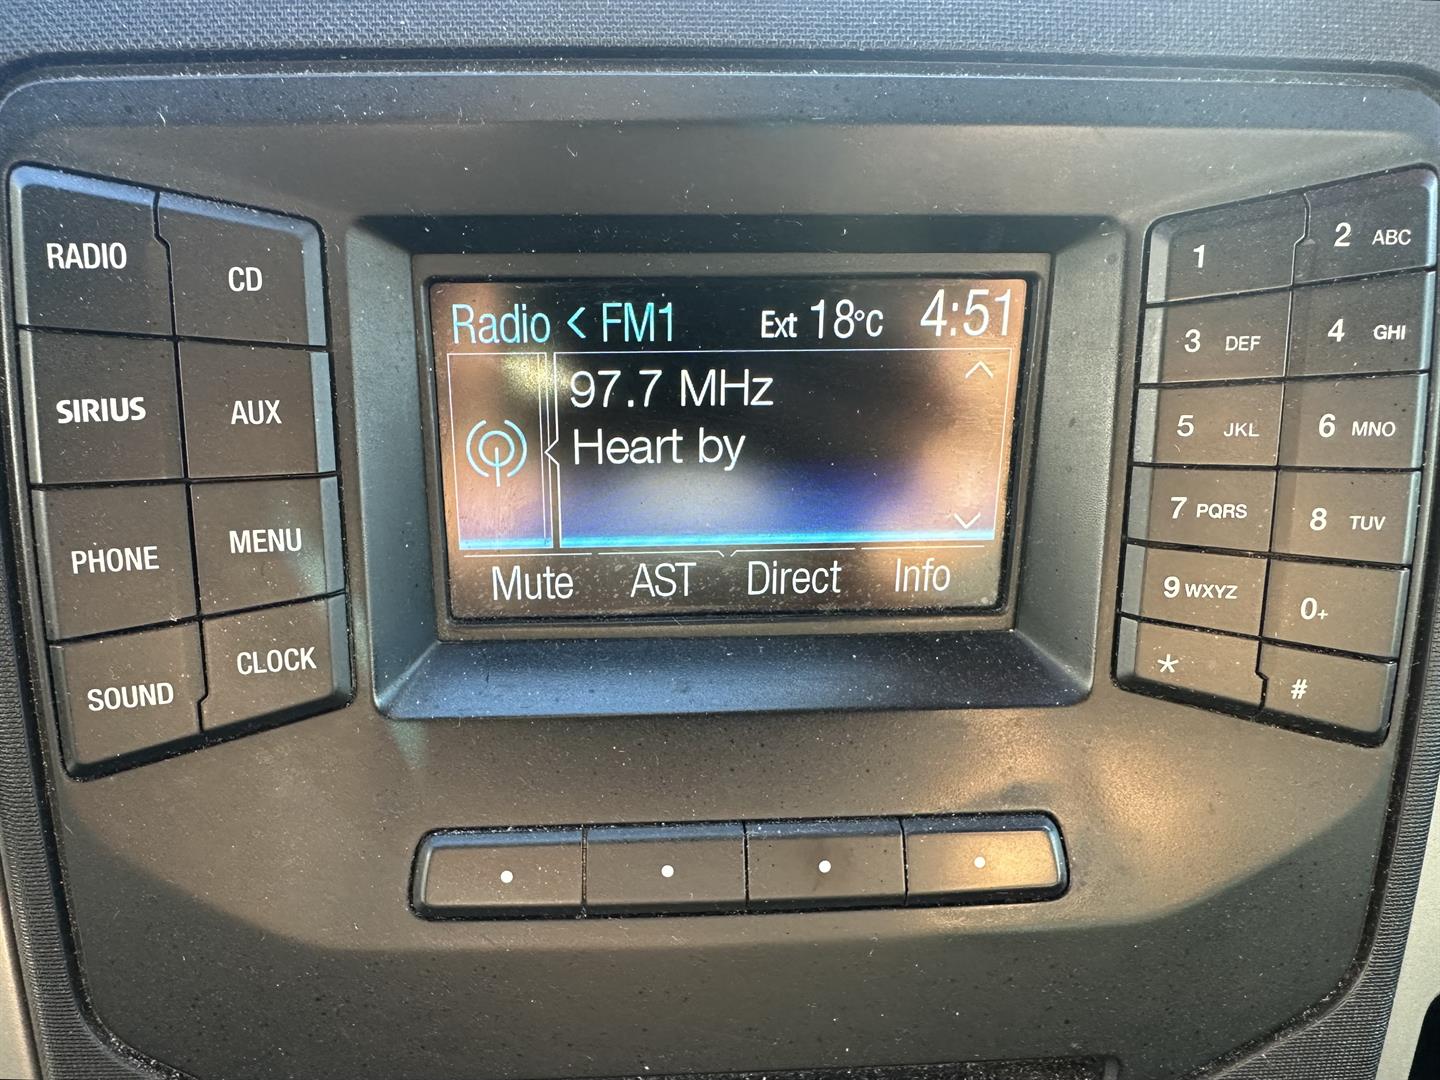 Radio < FM1 Ext 18°C 4:51
97.7 MHz
Heart by
Mute AST Direct Info
RADIO CD
SIRIUS AUX
PHONE MENU
SOUND CLOCK
1 2 ABC
3 DEF 4 GHI
5 JKL 6 MNO
7 PQRS 8 TUV
9 WXYZ 0+
* #